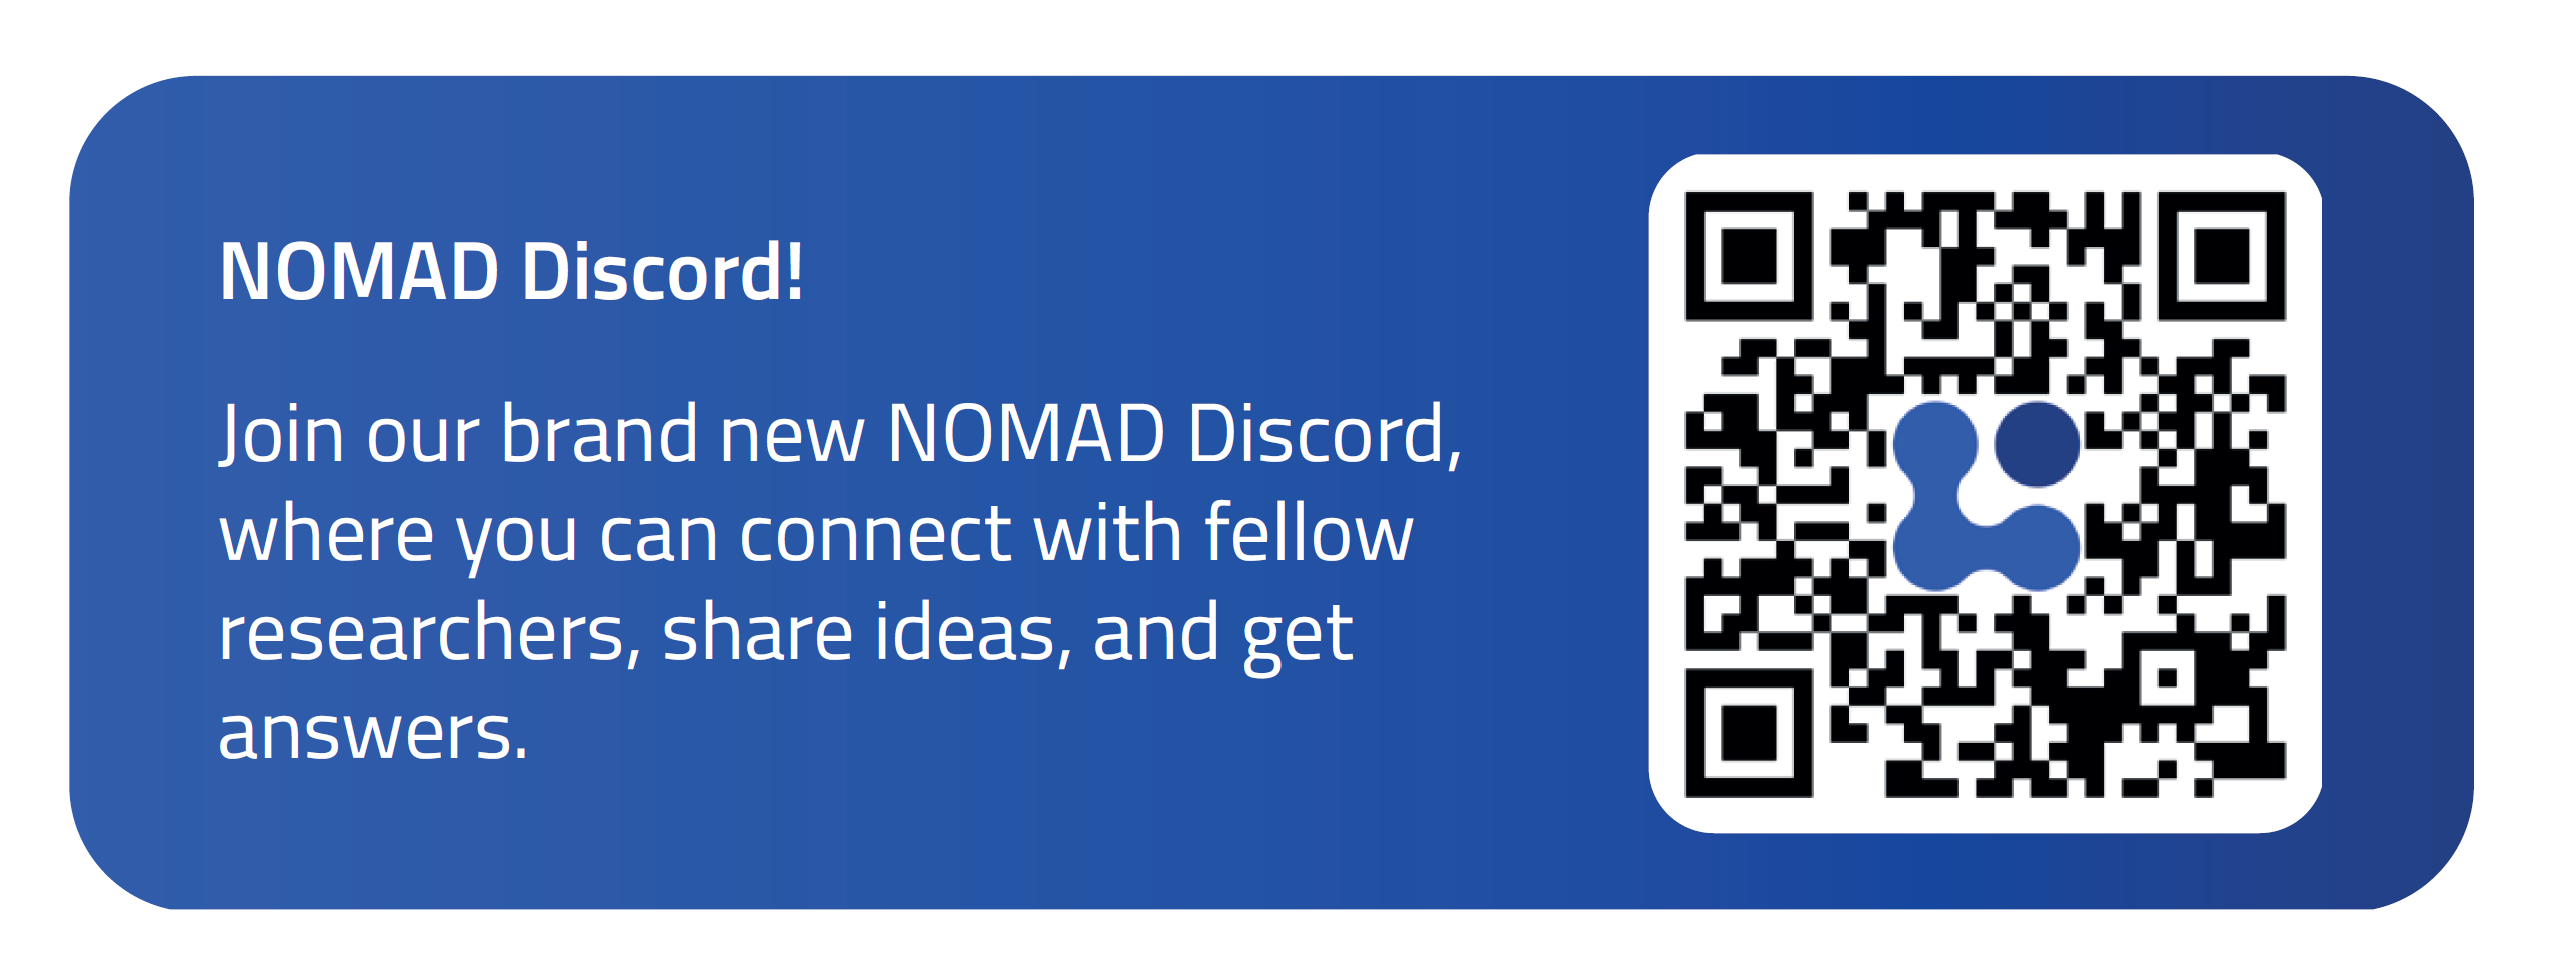 NOMAD Discord!
Join our brand new NOMAD Discord,
where you can connect with fellow
researchers, share ideas, and get
answers.